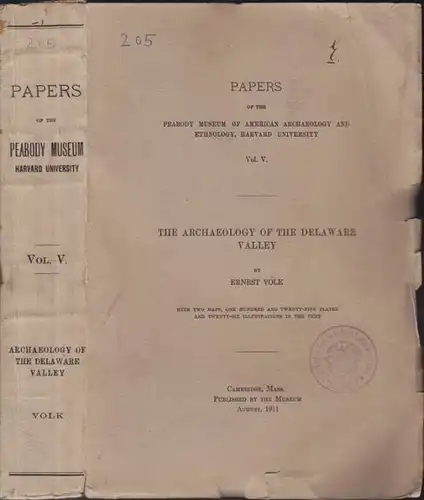 205
PAPERS
OF THE
PEABODY MUSEUM
HARVARD UNIVERSITY
VOL. V.
ARCHAEOLOGY OF
THE DELAWARE
VALLEY
VOLK
205
PAPERS
OF THE
PEABODY MUSEUM OF AMERICAN ARCHAEOLOGY AND
ETHNOLOGY, HARVARD UNIVERSITY
VOL. V.
THE ARCHAEOLOGY OF THE DELAWARE
VALLEY
BY
ERNEST VOLK
WITH TWO MAPS, ONE HUNDRED AND TWENTY-FIVE PLATES
AND TWENTY-SIX ILLUSTRATIONS IN THE TEXT
CAMBRIDGE, MASS.
PUBLISHED BY THE MUSEUM
AUGUST, 1911